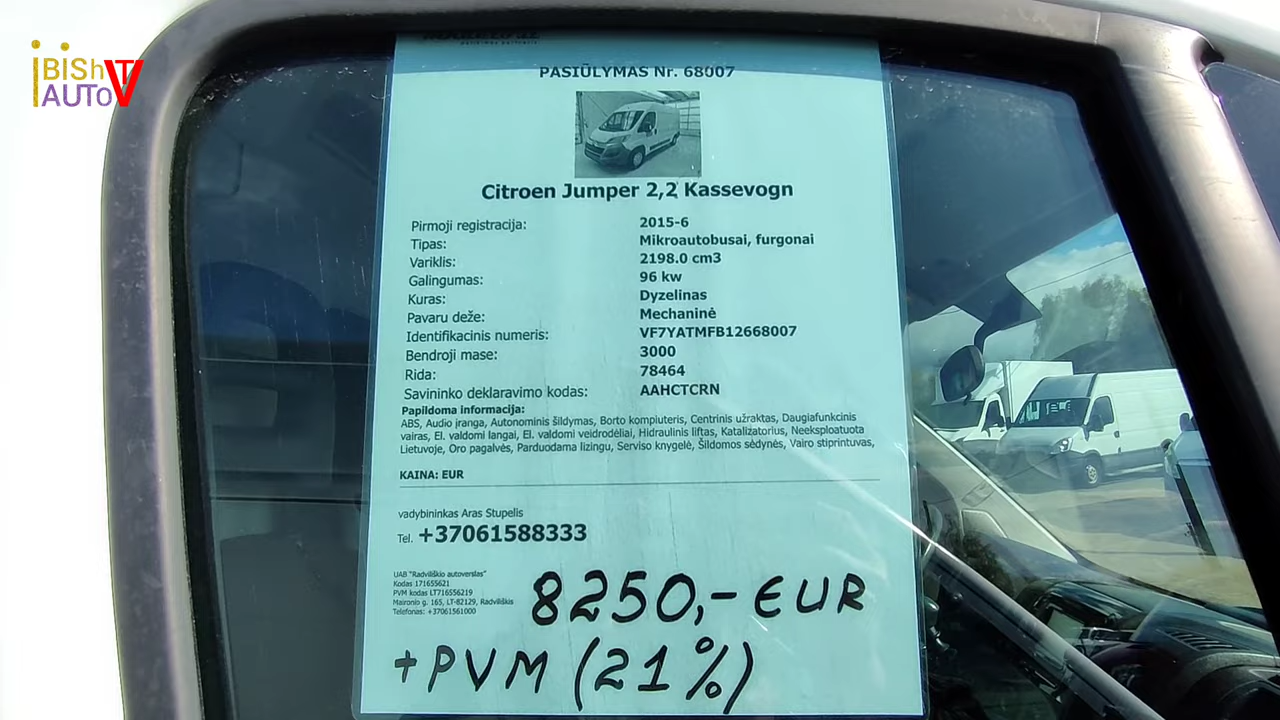 iBISh
AUTO TV
PASIŪLYMAS Nr. 68007
Citroen Jumper 2,2 Kassevogn
Pirmoji registracija: 2015-6
Tipas: Mikroautobusai, furgonai
Variklis: 2198.0 cm3
Galingumas: 96 kw
Kuras: Dyzelinas
Pavaru deže: Mechaninė
Identifikacinis numeris: VF7YATMFB12668007
Bendroji mase: 3000
Rida: 78464
Savininko deklaravimo kodas: AAHCTCRN
Papildoma informacija:
ABS, Audio įranga, Autonominis šildymas, Borto kompiuteris, Centrinis užraktas, Daugiafunkcinis
vairas, El. valdomi langai, El. valdomi veidrodėliai, Hidraulinis liftas, Katalizatorius, Neeksploatuota
Lietuvoje, Oro pagalvės, Parduodama lizingu, Serviso knygelė, Šildomos sėdynės, Vairo stiprintuvas,
KAINA: EUR
vadybininkas Aras Stupelis
Tel. +37061588333
UAB "Radviliškio autoverslas"
Kodas 171655621
PVM kodas LT716556219
Maironio g. 165, LT-82129, Radviliškis
Telefonas: +37061561000
8250,- EUR
+PVM (21%)